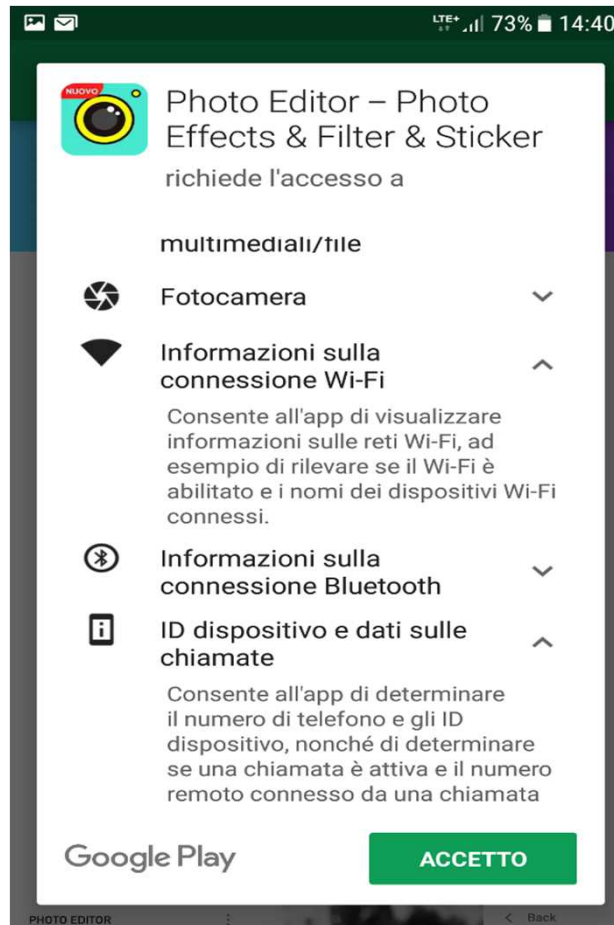 LTE+ 73% 14:40
NUOVO
Photo Editor – Photo
Effects & Filter & Sticker
richiede l'accesso a
multimediali/file
Fotocamera
Informazioni sulla
connessione Wi-Fi
Consente all'app di visualizzare
informazioni sulle reti Wi-Fi, ad
esempio di rilevare se il Wi-Fi è
abilitato e i nomi dei dispositivi Wi-Fi
connessi.
Informazioni sulla
connessione Bluetooth
ID dispositivo e dati sulle
chiamate
Consente all'app di determinare
il numero di telefono e gli ID
dispositivo, nonché di determinare
se una chiamata è attiva e il numero
remoto connesso da una chiamata
Google Play
ACCETTO
PHOTO EDITOR
Back